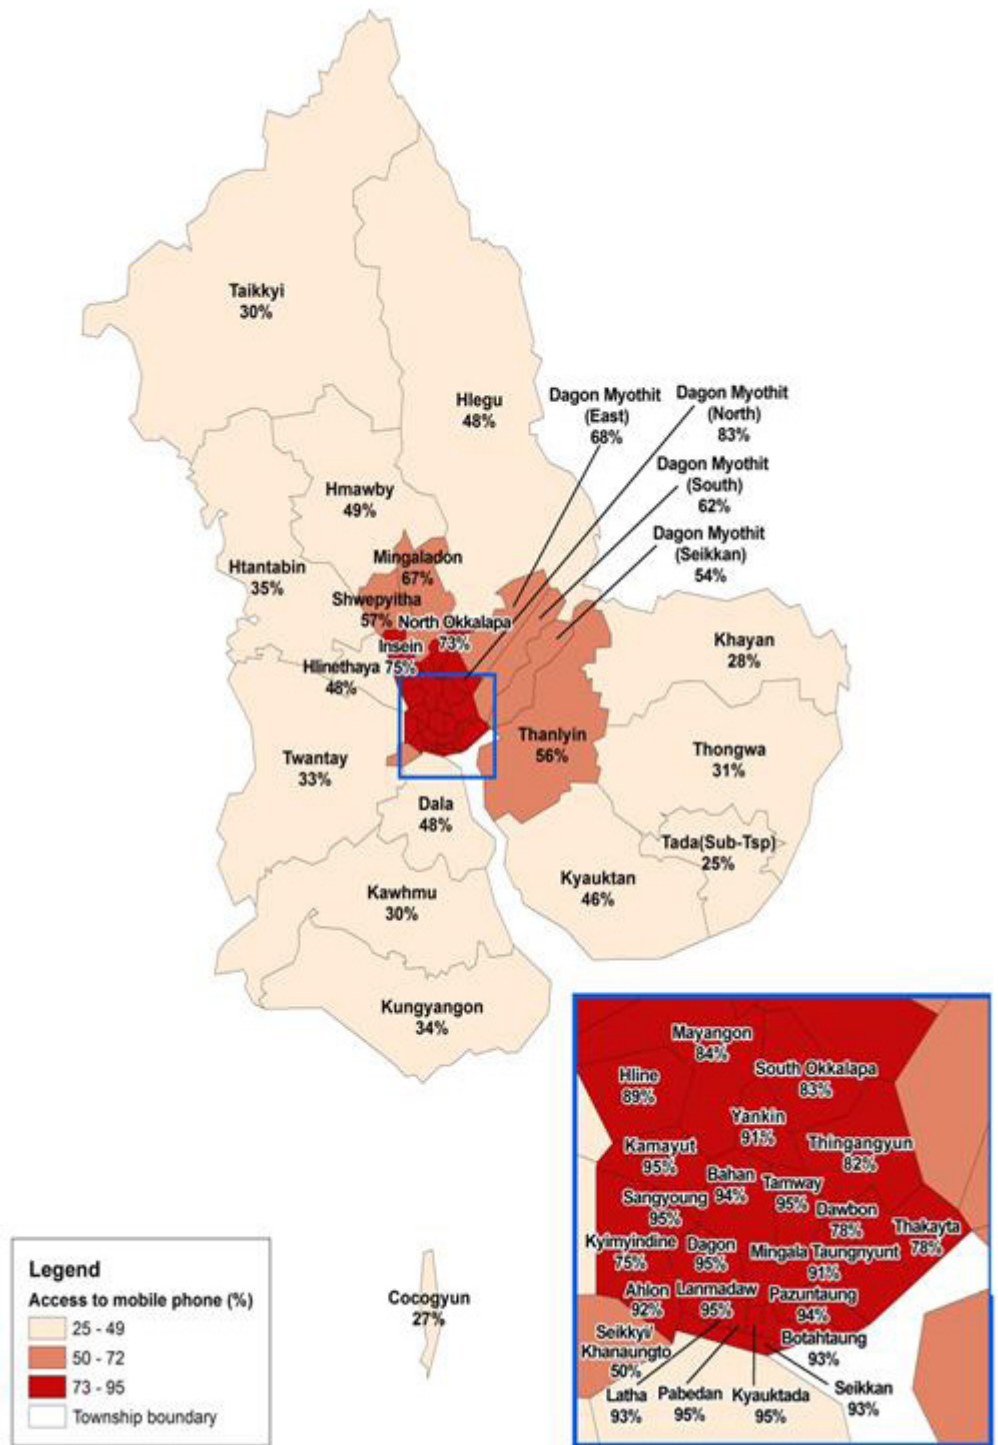 Taikkyi
30%
Hlegu
48%
Dagon Myothit
(East)
68%
Dagon Myothit
(North)
83%
Dagon Myothit
(South)
62%
Dagon Myothit
(Seikkan)
54%
Hmawby
49%
Htantabin
35%
Mingaladon
67%
Shwepyitha
57%
North Okkalapa
73%
Insein
75%
Hlinethaya
48%
Khayan
28%
Thanlyin
56%
Thongwa
31%
Twantay
33%
Dala
48%
Tada(Sub-Tsp)
25%
Kyauktan
46%
Kawhmu
30%
Kungyangon
34%
Cocogyun
27%
Mayangon
84%
South Okkalapa
83%
Hline
89%
Yankin
91%
Thingangyun
82%
Kamayut
95%
Bahan
94%
Tamway
95%
Sangyoung
95%
Dawbon
78%
Thakayta
78%
Kyimyindine
75%
Dagon
95%
Mingala Taungnyunt
91%
Ahlon
92%
Lanmadaw
95%
Pazuntaung
94%
Seikkyi/
Khanaungto
50%
Botahtaung
93%
Latha
93%
Pabedan
95%
Kyauktada
95%
Seikkan
93%
Legend
Access to mobile phone (%)
25 - 49
50 - 72
73 - 95
Township boundary